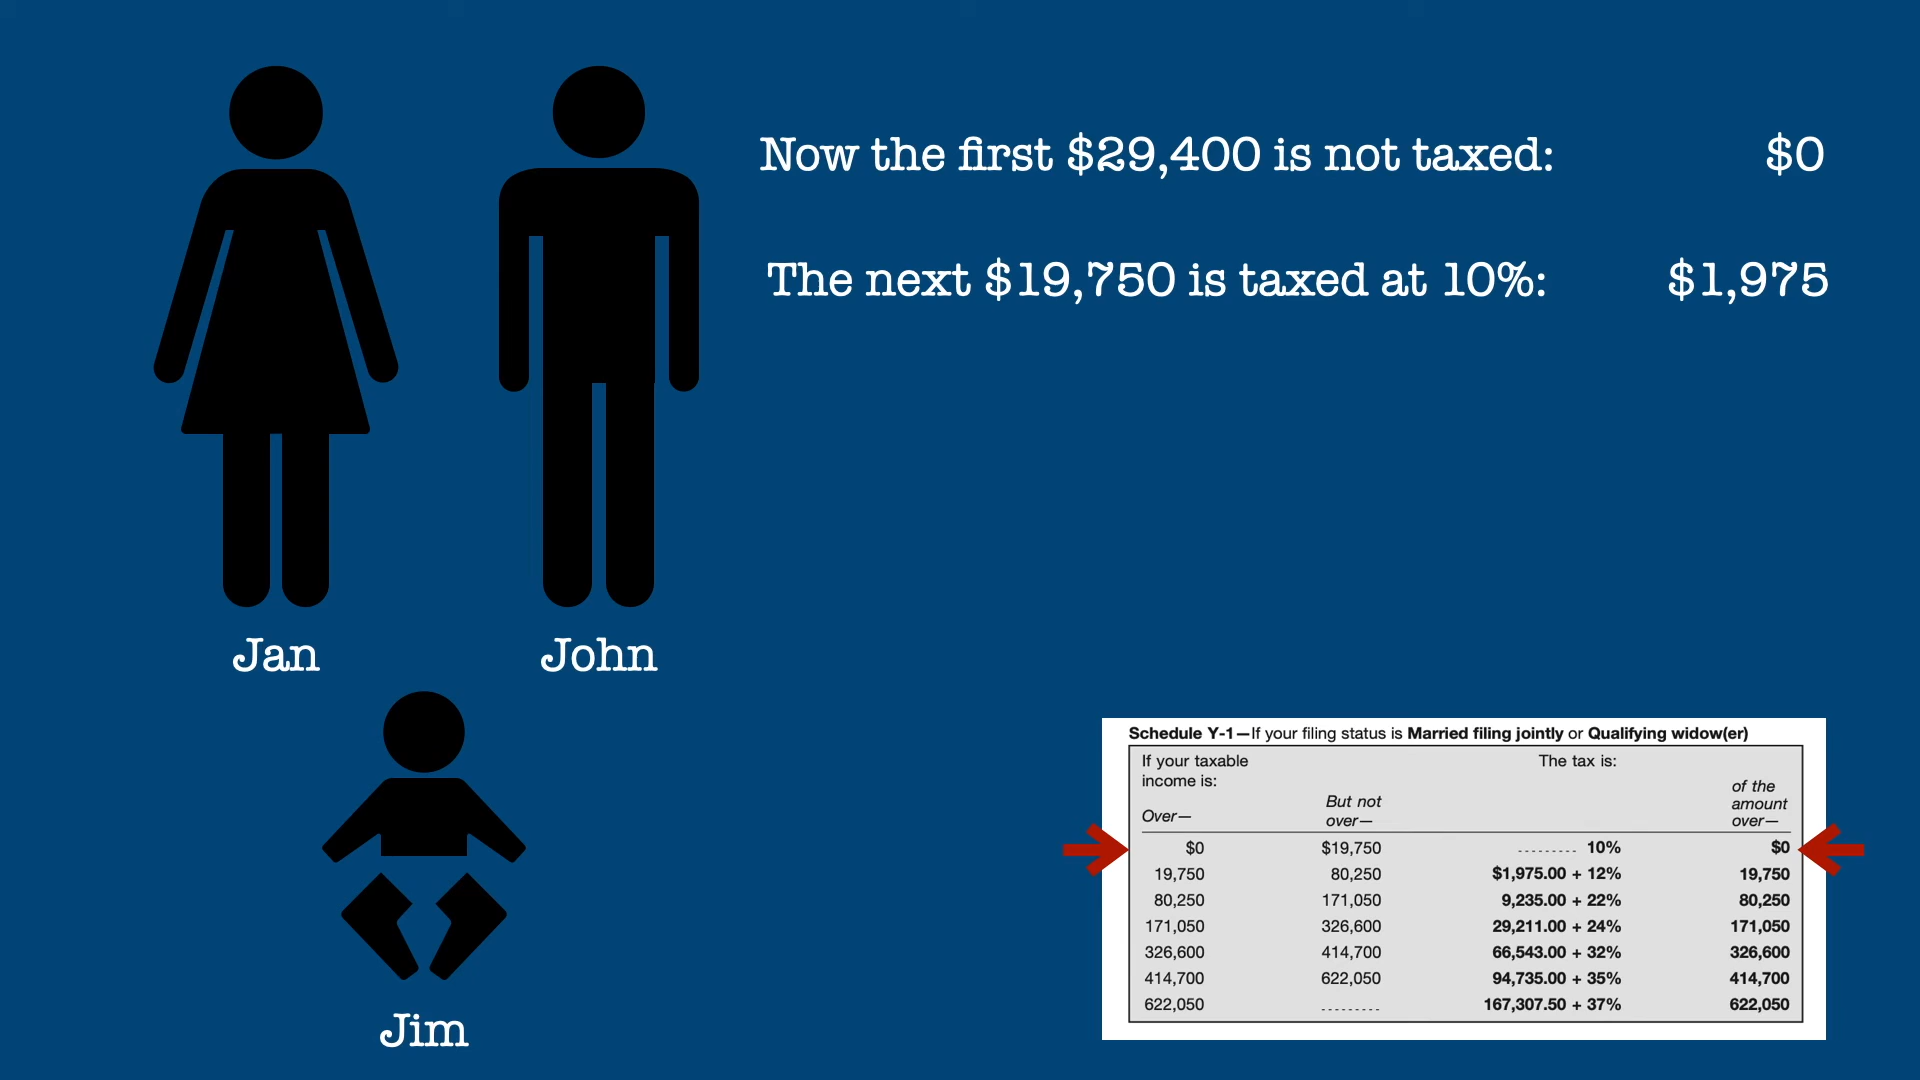 Now the first $29,400 is not taxed: $0
The next $19,750 is taxed at 10%: $1,975
Jan John
Jim
Schedule Y-1—If your filing status is Married filing jointly or Qualifying widow(er)
If your taxable income is: The tax is:
Over— But not over— of the amount over—
$0 $19,750 ......... 10% $0
19,750 80,250 $1,975.00 + 12% 19,750
80,250 171,050 9,235.00 + 22% 80,250
171,050 326,600 29,211.00 + 24% 171,050
326,600 414,700 66,543.00 + 32% 326,600
414,700 622,050 94,735.00 + 35% 414,700
622,050 ......... 167,307.50 + 37% 622,050